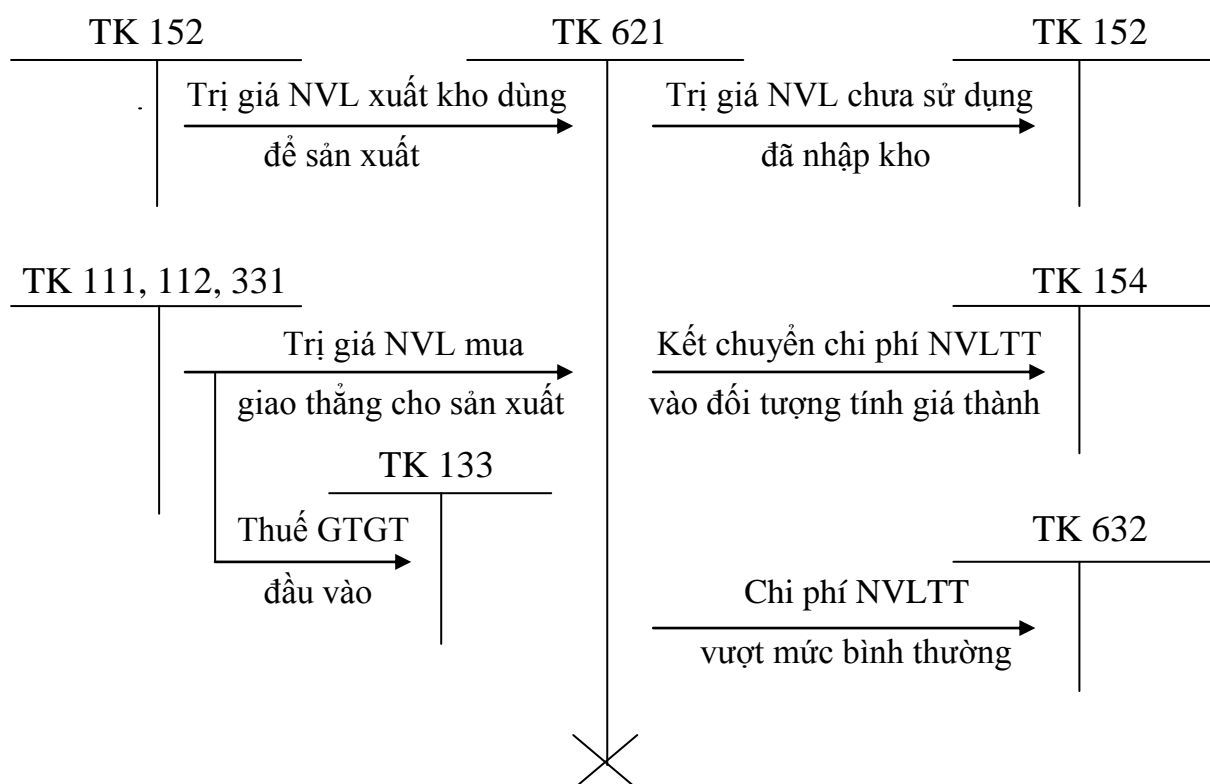 TK 152
TK 621
TK 152
Trị giá NVL xuất kho dùng
để sản xuất
Trị giá NVL chưa sử dụng
đã nhập kho
TK 111, 112, 331
TK 154
Trị giá NVL mua
giao thẳng cho sản xuất
Kết chuyển chi phí NVLTT
vào đối tượng tính giá thành
TK 133
Thuế GTGT
đầu vào
TK 632
Chi phí NVLTT
vượt mức bình thường